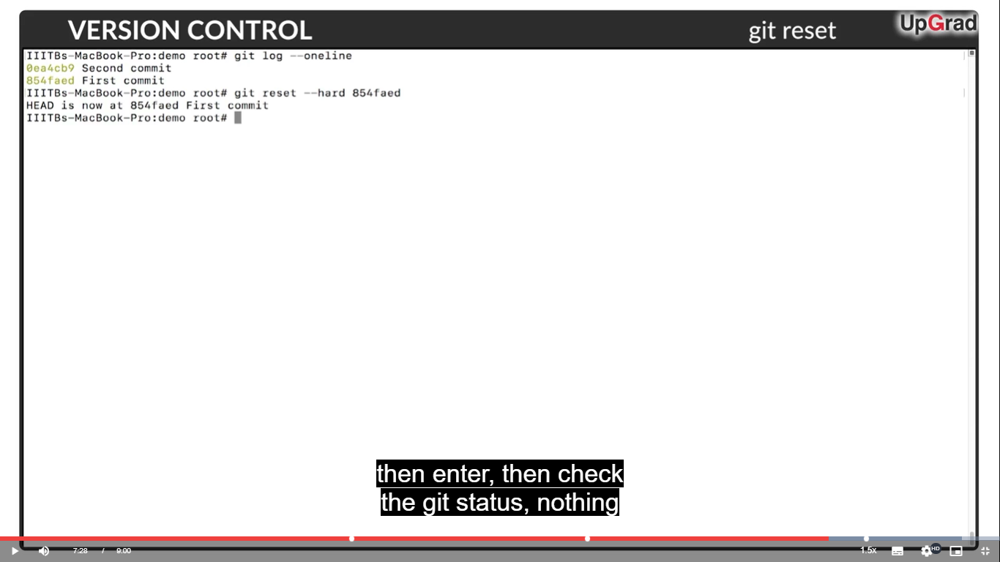 VERSION CONTROL
git reset
UpGrad
IIITBs-MacBook-Pro:demo root# git log --oneline
0ea4cb9 Second commit
854faed First commit
IIITBs-MacBook-Pro:demo root# git reset --hard 854faed
HEAD is now at 854faed First commit
IIITBs-MacBook-Pro:demo root#
then enter, then check
the git status, nothing
7:28 / 9:00
1.5x
HD